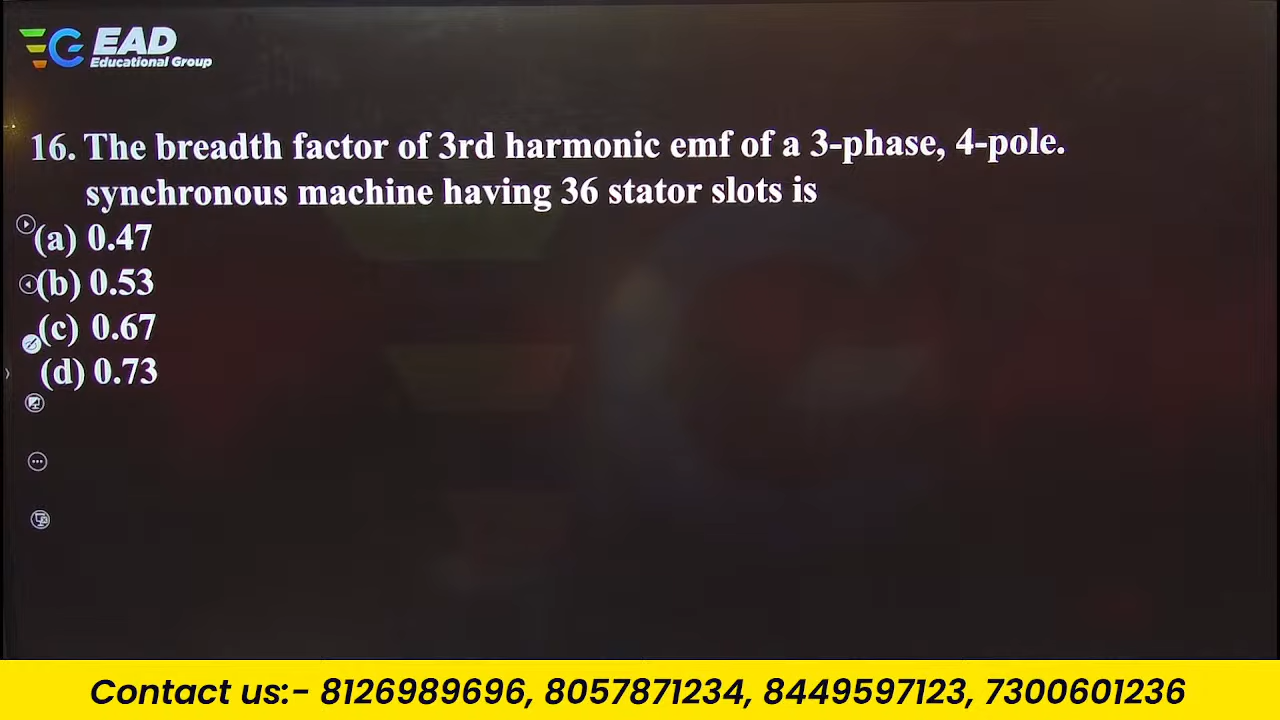 EAD
Educational Group
16. The breadth factor of 3rd harmonic emf of a 3-phase, 4-pole.
synchronous machine having 36 stator slots is
(a) 0.47
(b) 0.53
(c) 0.67
(d) 0.73
Contact us:- 8126989696, 8057871234, 8449597123, 7300601236